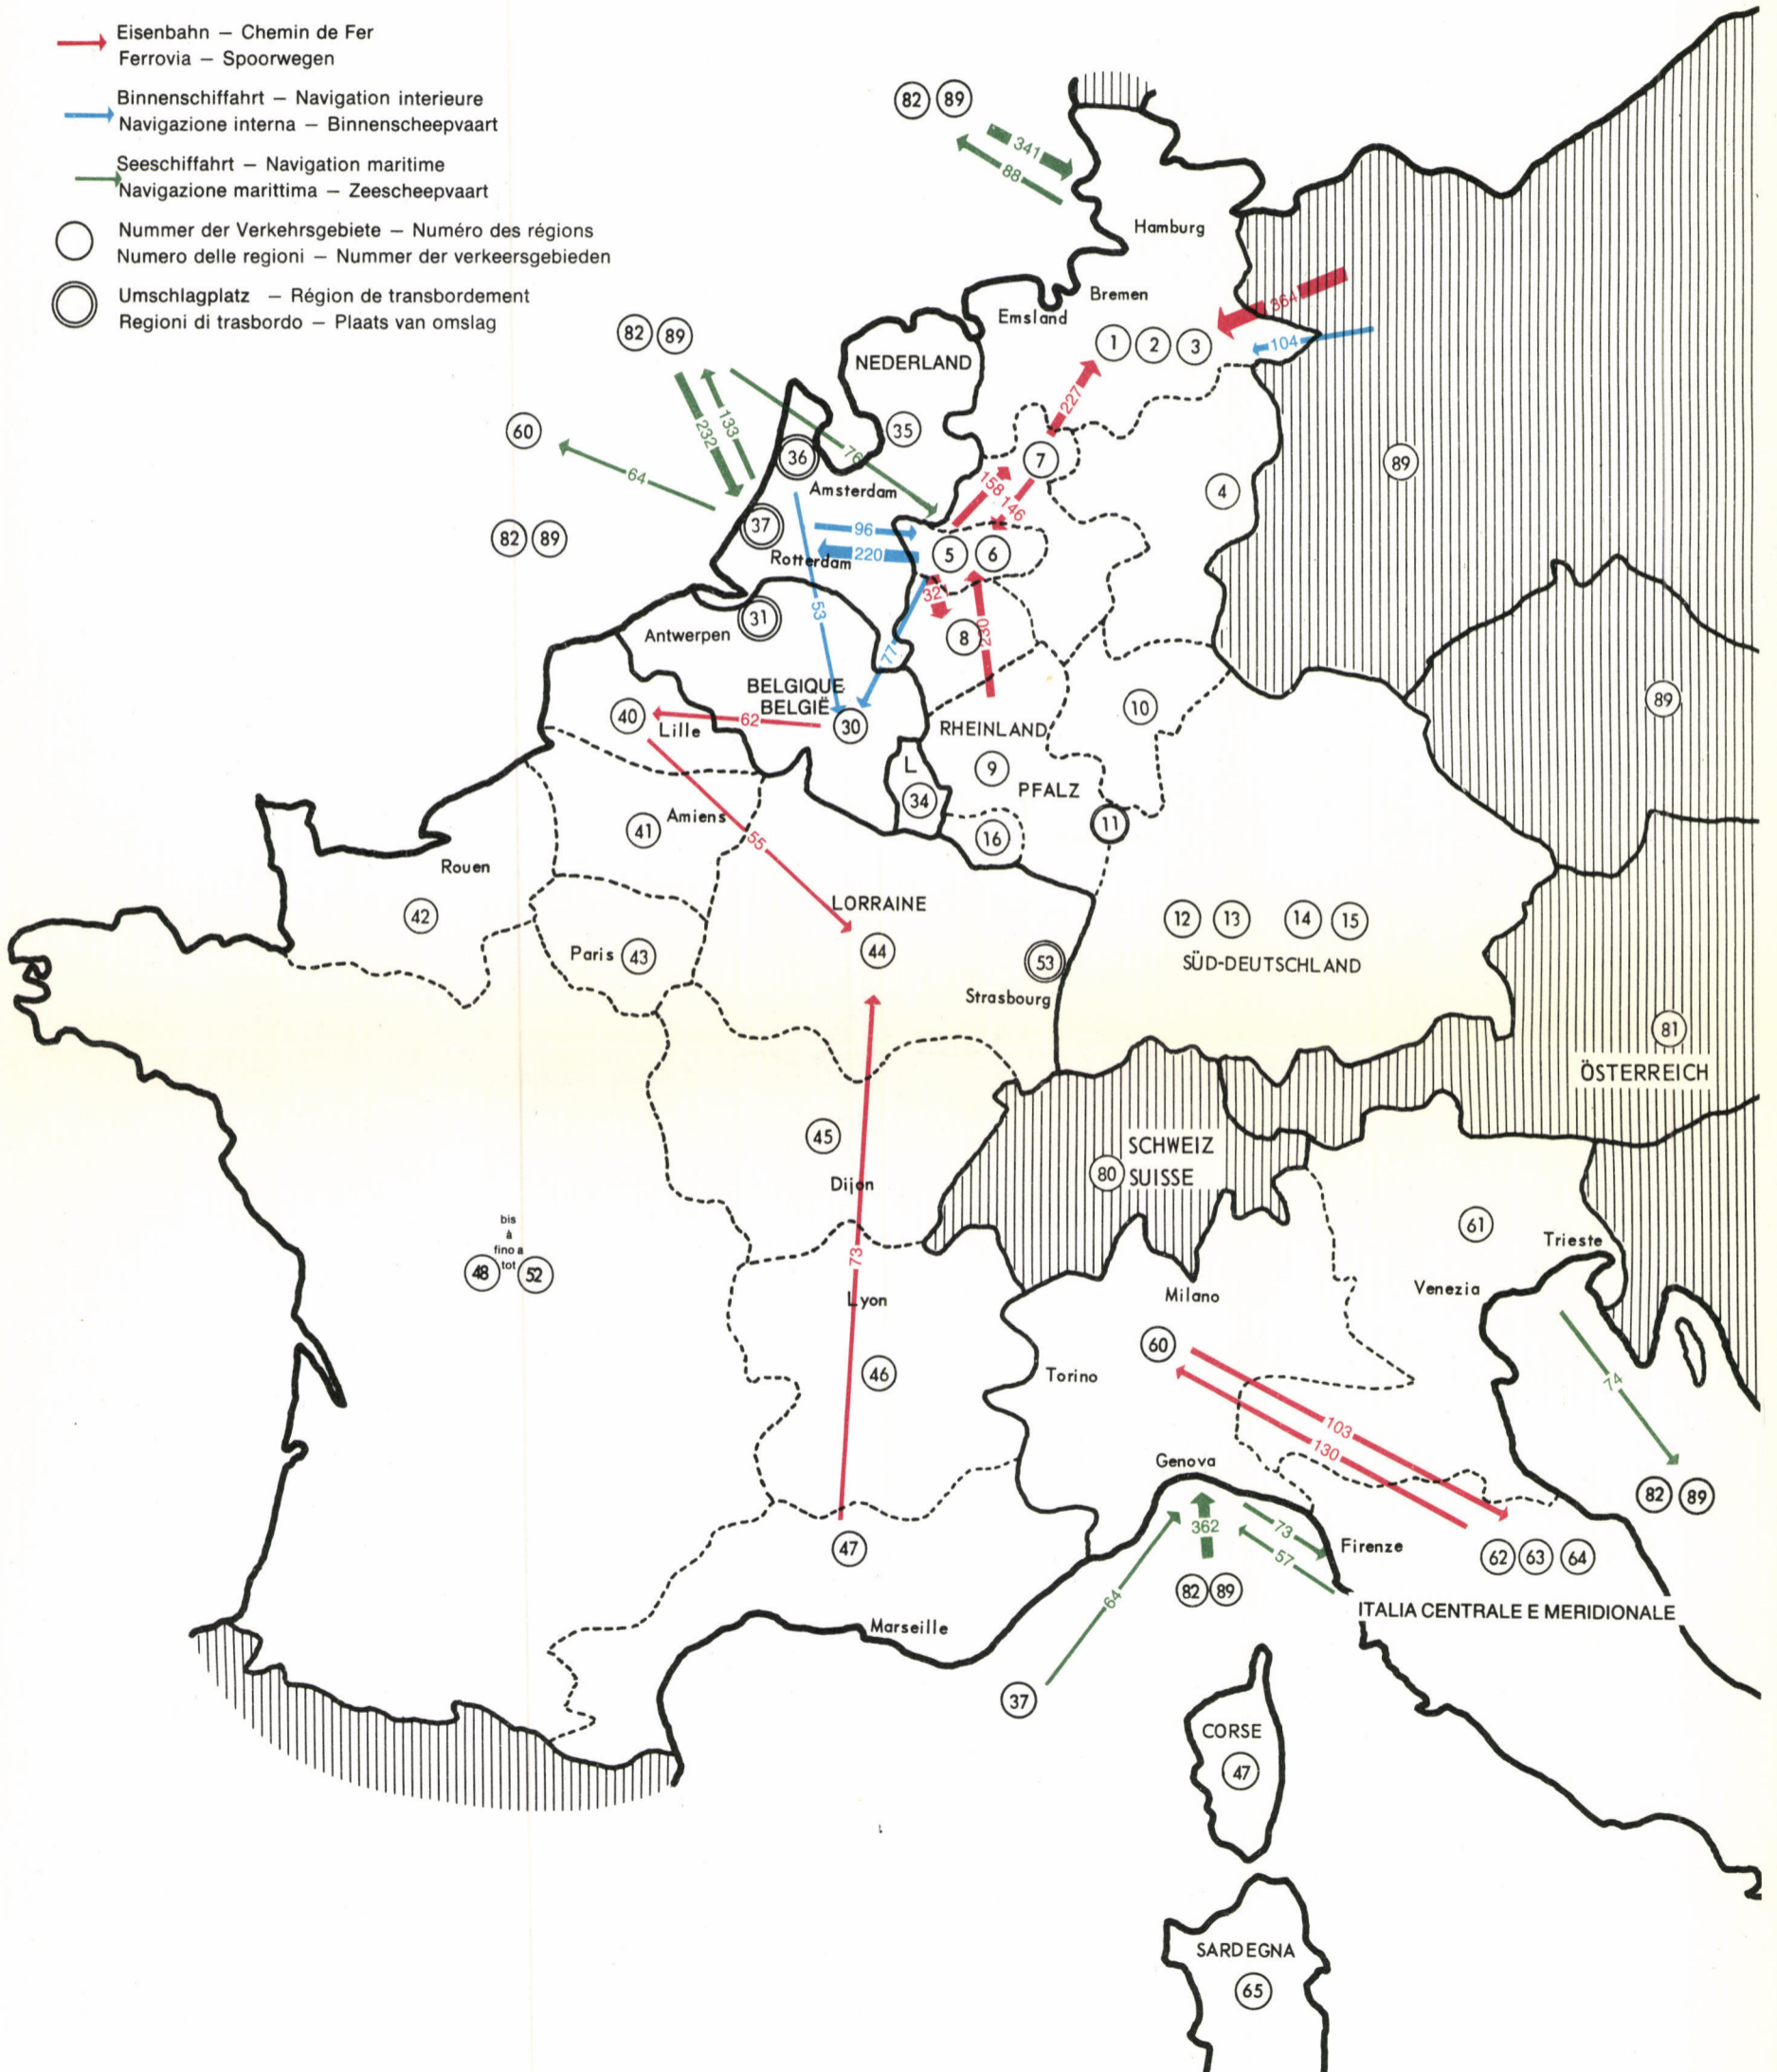 Eisenbahn – Chemin de Fer
Ferrovia – Spoorwegen
Binnenschiffahrt – Navigation interieure
Navigazione interna – Binnenscheepvaart
Seeschiffahrt – Navigation maritime
Navigazione marittima – Zeescheepvaart
Nummer der Verkehrsgebiete – Numéro des régions
Numero delle regioni – Nummer der verkeersgebieden
Umschlagplatz – Région de transbordement
Regioni di trasbordo – Plaats van omslag
82 89
341
88
Hamburg
Bremen
Emsland
364
104
1 2 3
82 89
NEDERLAND
227
133
232
60
64
76
35
36
7
89
4
Amsterdam
158
146
37
82 89
96
220
Rotterdam
5 6
321
53
31
Antwerpen
8
230
77
BELGIQUE
BELGIË
89
40
62
30
Lille
10
RHEINLAND
L
9
34
PFALZ
41
Amiens
55
16
11
Rouen
LORRAINE
42
12 13 14 15
Paris 43
44
53
SÜD-DEUTSCHLAND
Strasbourg
81
ÖSTERREICH
45
SCHWEIZ
80 SUISSE
Dijon
bis
à
fino a
48 tot 52
61
Trieste
73
Venezia
Lyon
Milano
60
46
Torino
74
103
130
Genova
82 89
362
73
57
Firenze
47
62 63 64
82 89
64
ITALIA CENTRALE E MERIDIONALE
Marseille
37
CORSE
47
SARDEGNA
65